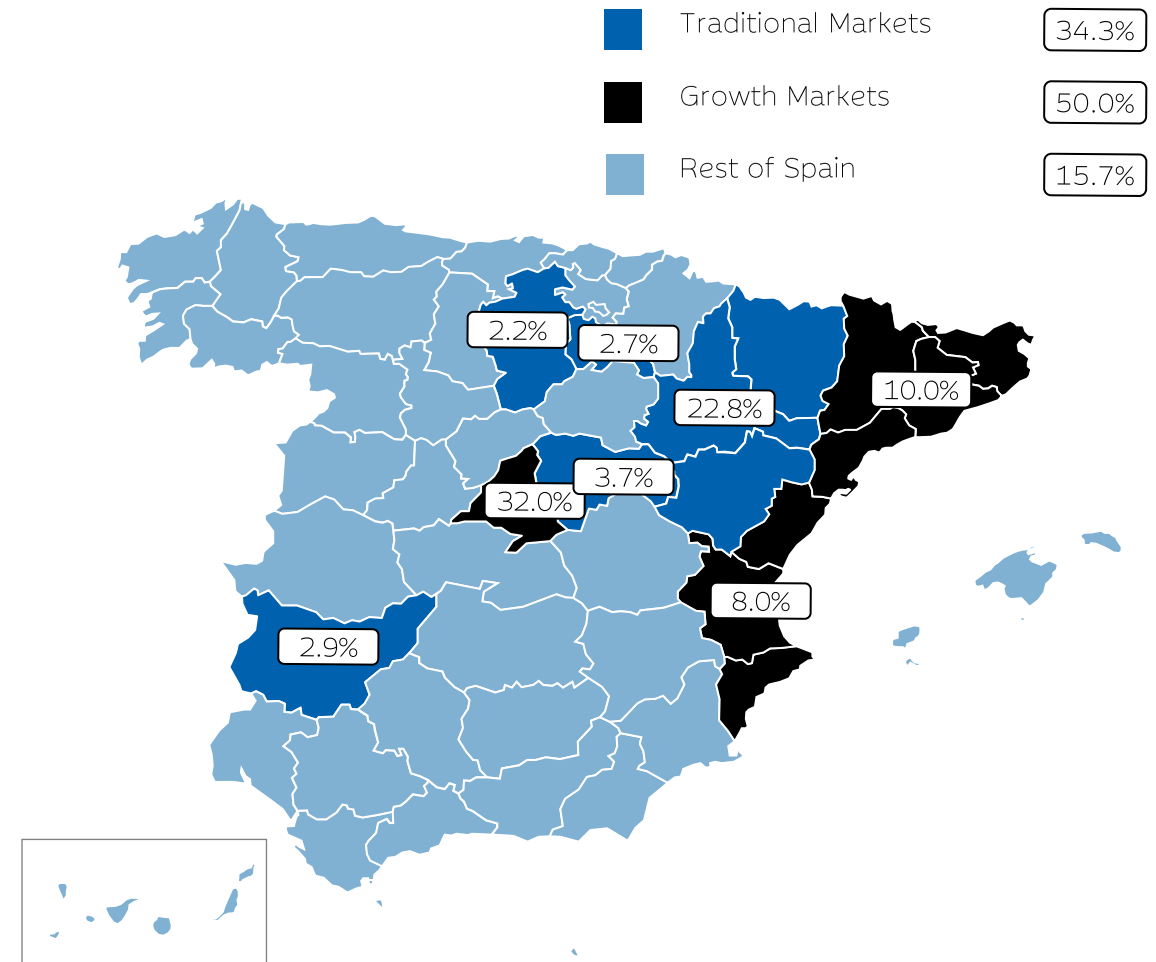 Traditional Markets 34.3%
Growth Markets 50.0%
Rest of Spain 15.7%
2.2%
2.7%
10.0%
22.8%
3.7%
32.0%
8.0%
2.9%